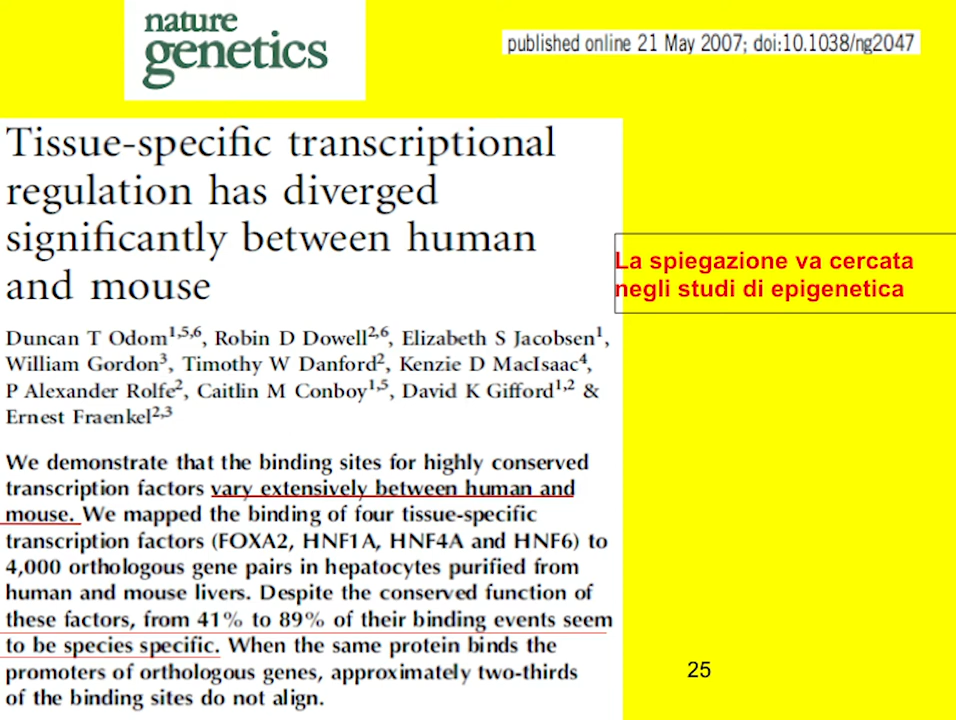 nature
genetics
published online 21 May 2007; doi:10.1038/ng2047
Tissue-specific transcriptional
regulation has diverged
significantly between human
and mouse
La spiegazione va cercata
negli studi di epigenetica
Duncan T Odom1,5,6, Robin D Dowell2,6, Elizabeth S Jacobsen1,
William Gordon3, Timothy W Danford2, Kenzie D MacIsaac4,
P Alexander Rolfe2, Caitlin M Conboy1,5, David K Gifford1,2 &
Ernest Fraenkel2,3
We demonstrate that the binding sites for highly conserved
transcription factors vary extensively between human and
mouse. We mapped the binding of four tissue-specific
transcription factors (FOXA2, HNF1A, HNF4A and HNF6) to
4,000 orthologous gene pairs in hepatocytes purified from
human and mouse livers. Despite the conserved function of
these factors, from 41% to 89% of their binding events seem
to be species specific. When the same protein binds the
promoters of orthologous genes, approximately two-thirds
of the binding sites do not align.
25